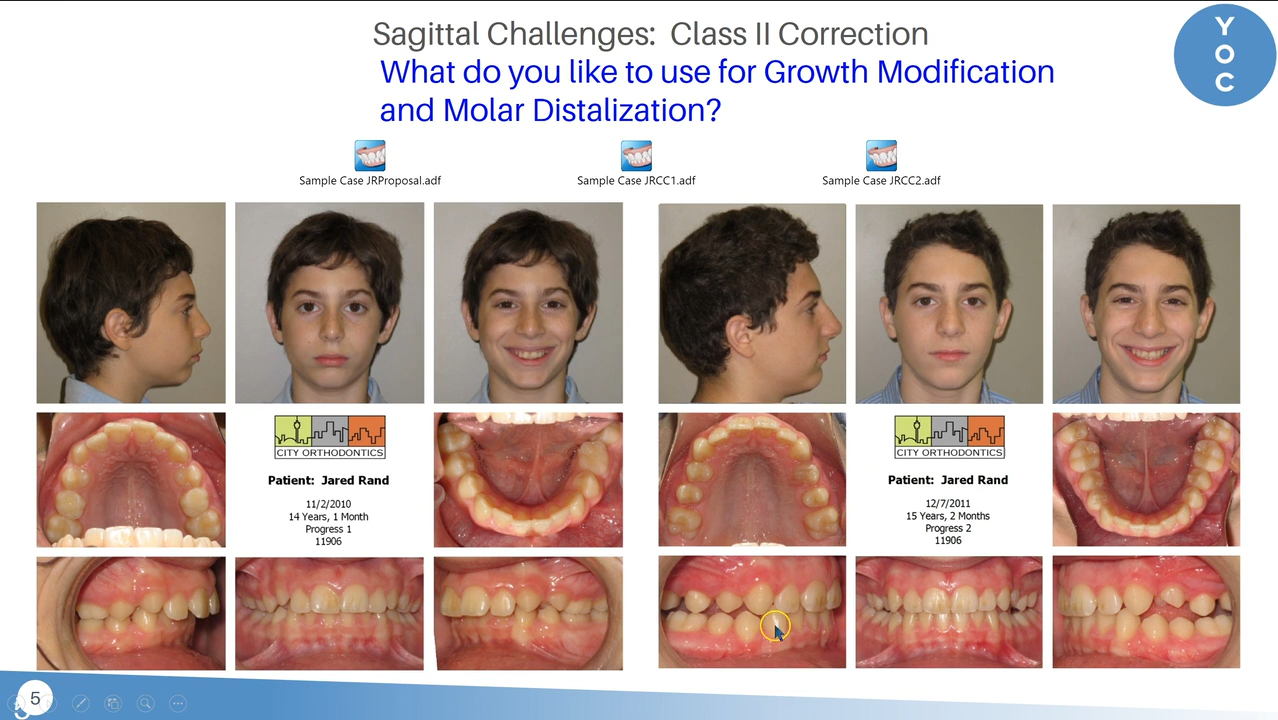 Sagittal Challenges: Class II Correction
What do you like to use for Growth Modification
and Molar Distalization?
Y
O
C
Sample Case JRProposal.adf
Sample Case JRCC1.adf
Sample Case JRCC2.adf
CITY ORTHODONTICS
Patient: Jared Rand
11/2/2010
14 Years, 1 Month
Progress 1
11906
CITY ORTHODONTICS
Patient: Jared Rand
12/7/2011
15 Years, 2 Months
Progress 2
11906
5